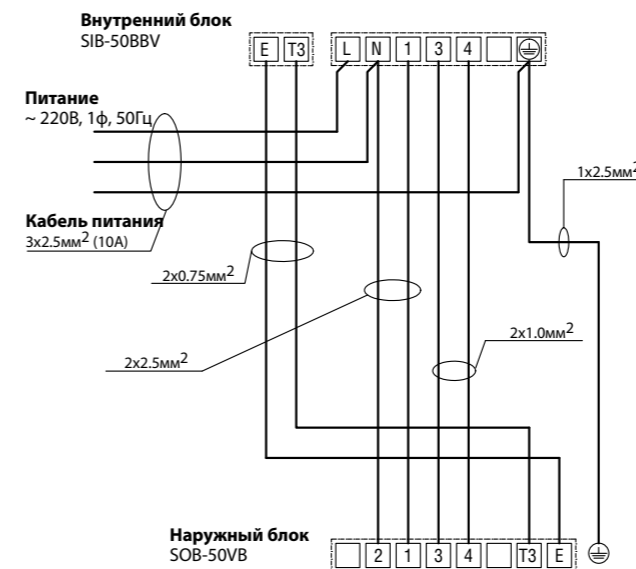 Внутренний блок
SIB-50BBV
E T3 L N 1 3 4
Питание
~ 220В, 1ф, 50Гц
Кабель питания
3x2.5мм² (10А)
1x2.5мм²
2x0.75мм²
2x1.0мм²
2x2.5мм²
Наружный блок
SOB-50VB
2 1 3 4 T3 E